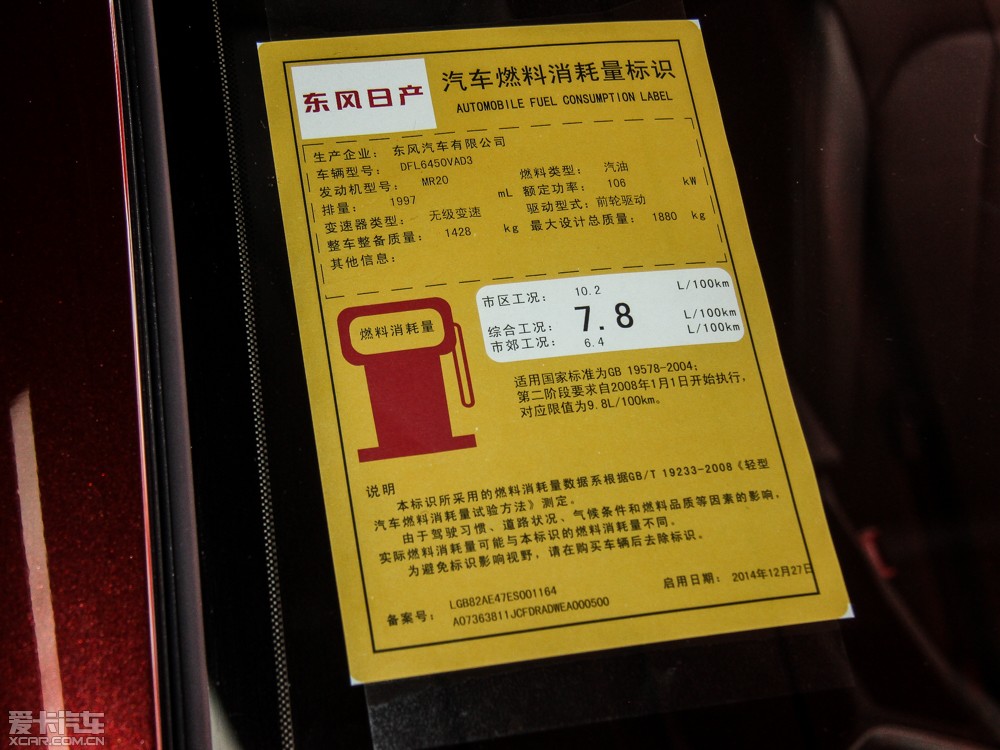 东风日产
汽车燃料消耗量标识
AUTOMOBILE FUEL CONSUMPTION LABEL
生产企业： 东风汽车有限公司
车辆型号： DFL6450VAD3
发动机型号： MR20 燃料类型： 汽油
排量： 1997 mL 额定功率： 106 kW
变速器类型： 无级变速 驱动型式：前轮驱动
整车整备质量： 1428 kg 最大设计总质量： 1880 kg
其他信息：
市区工况： 10.2 L/100km
综合工况： 7.8 L/100km
市郊工况： 6.4 L/100km
燃料消耗量
适用国家标准为GB 19578-2004；
第二阶段要求自2008年1月1日开始执行，
对应限值为9.8L/100km。
说明
本标识所采用的燃料消耗量数据系根据GB/T 19233-2008《轻型
汽车燃料消耗量试验方法》测定。
由于驾驶习惯、道路状况、气候条件和燃料品质等因素的影响，
实际燃料消耗量可能与本标识的燃料消耗量不同。
为避免标识影响视野，请在购买车辆后去除标识。
备案号： LGB82AE47ES001164 启用日期： 2014年12月27日
A07363811JCFDRADWEA000500
爱卡汽车
XCAR.COM.CN